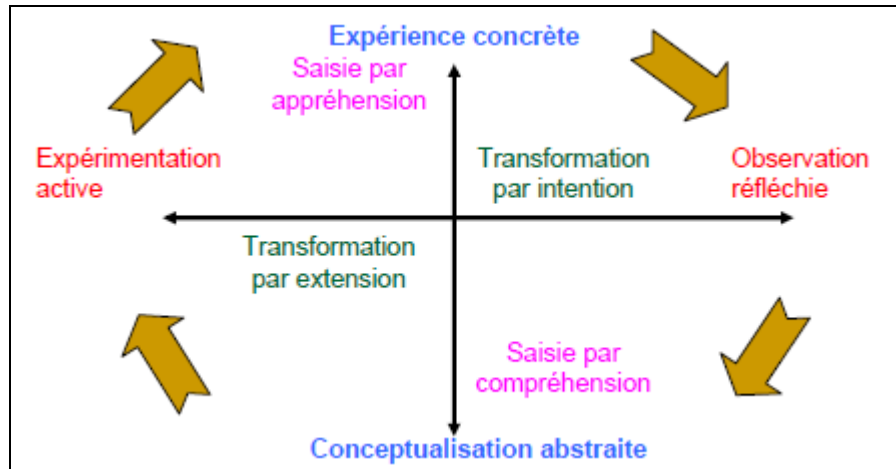 Expérience concrète
Saisie par
appréhension
Expérimentation
active
Transformation
par intention
Observation
réfléchie
Transformation
par extension
Saisie par
compréhension
Conceptualisation abstraite